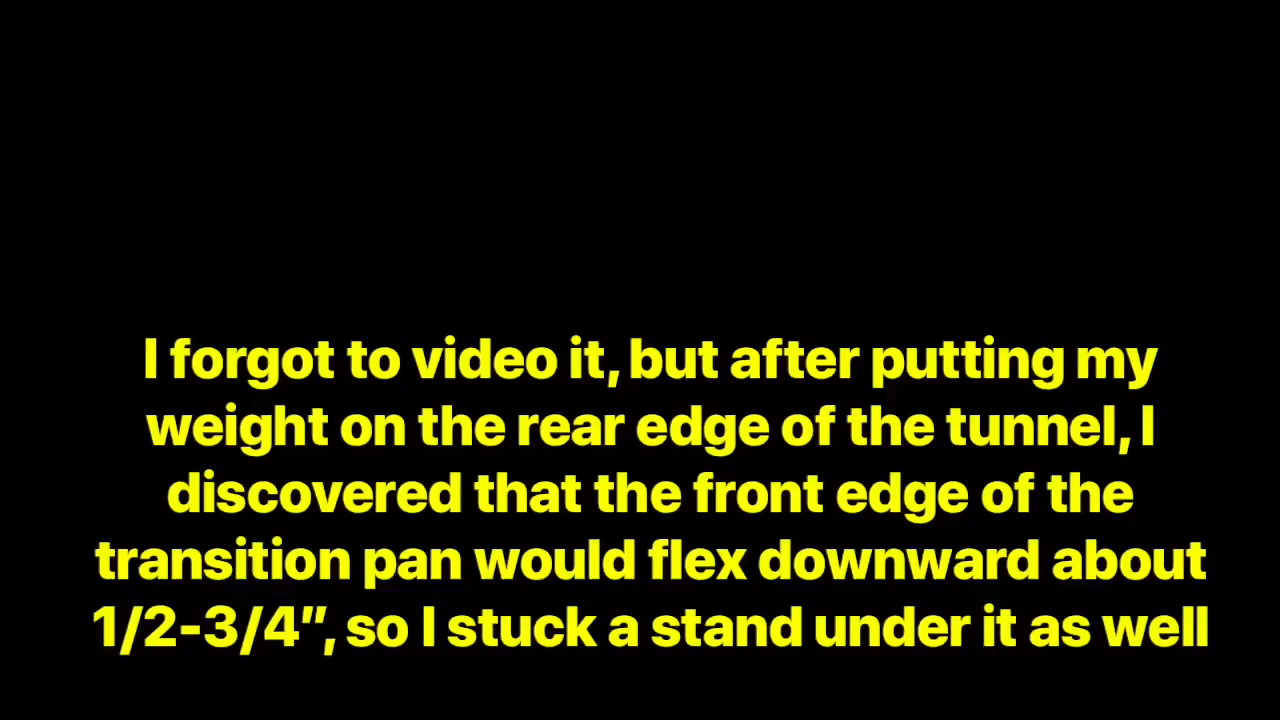 I forgot to video it, but after putting my
weight on the rear edge of the tunnel, I
discovered that the front edge of the
transition pan would flex downward about
1/2-3/4”, so I stuck a stand under it as well